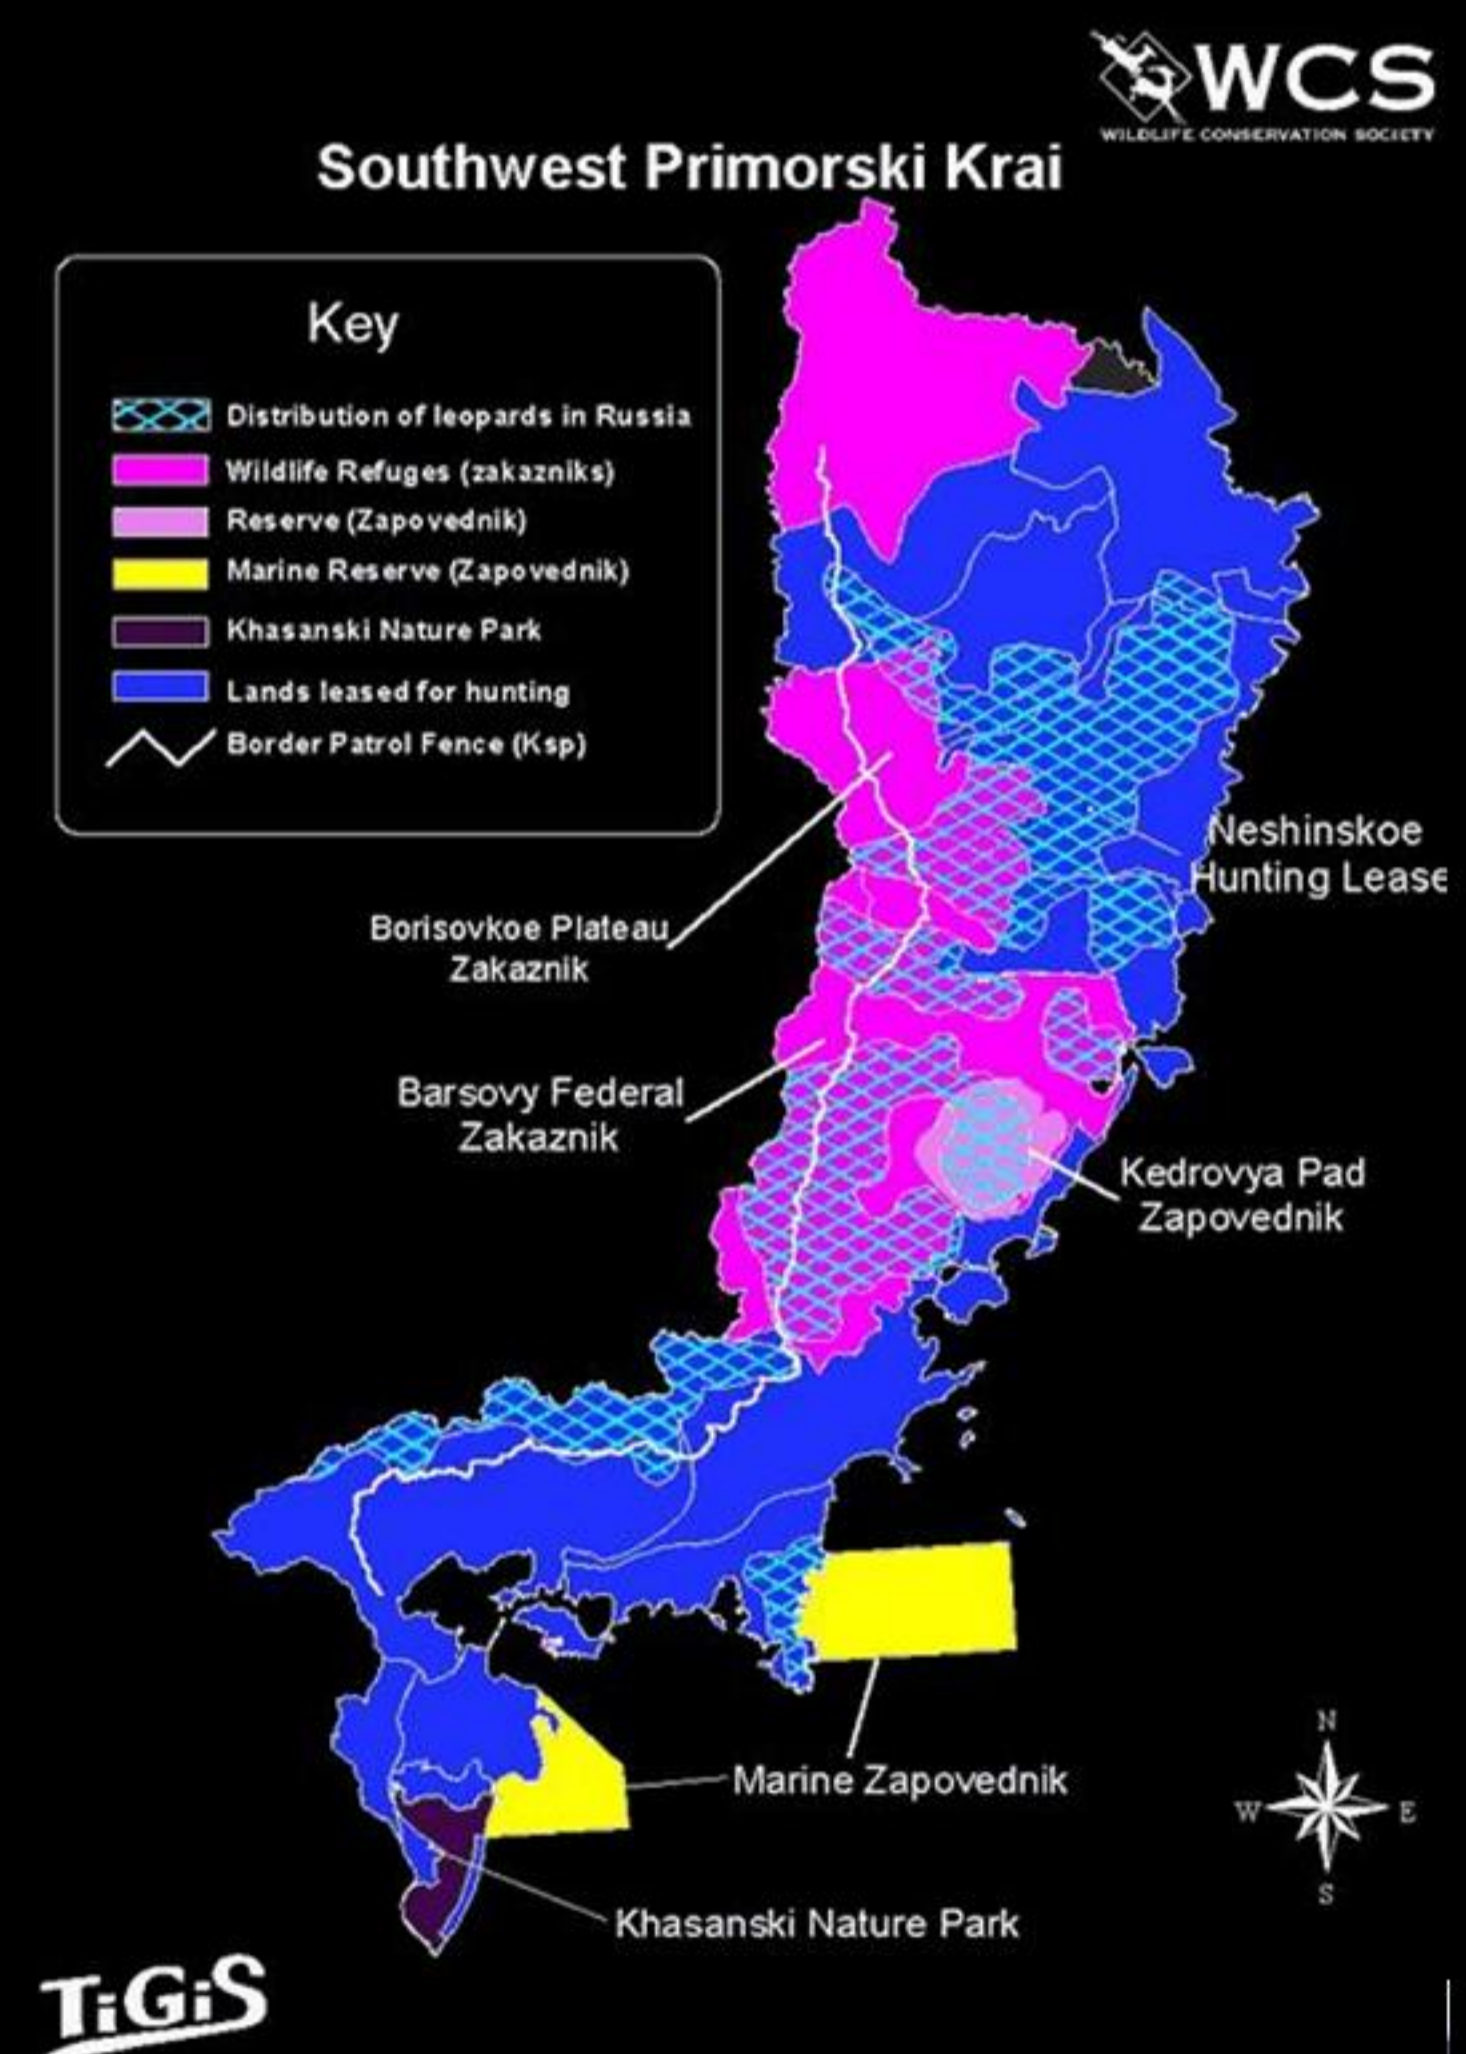 WCS
WILDLIFE CONSERVATION SOCIETY
Southwest Primorski Krai
Key
Distribution of leopards in Russia
Wildlife Refuges (zakazniks)
Reserve (Zapovednik)
Marine Reserve (Zapovednik)
Khasanski Nature Park
Lands leased for hunting
Border Patrol Fence (Ksp)
Neshinskoe
Hunting Lease
Borisovkoe Plateau
Zakaznik
Barsovy Federal
Zakaznik
Kedrovya Pad
Zapovednik
Marine Zapovednik
Khasanski Nature Park
N
W
E
S
TiGiS